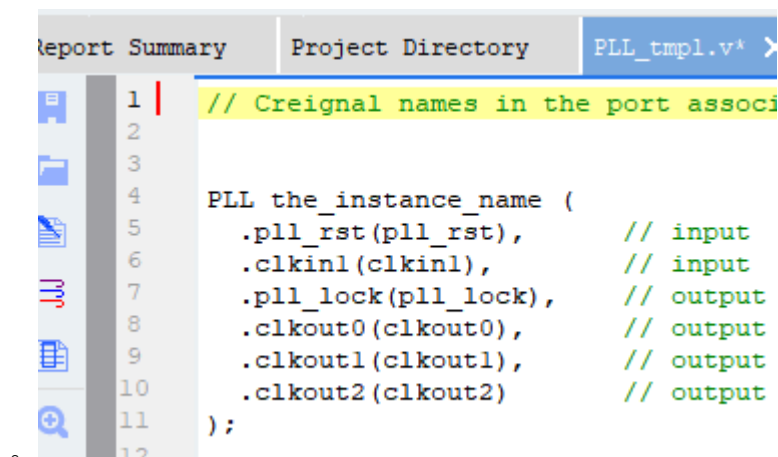 Report Summary Project Directory PLL_tmpl.v*
1 // Creignal names in the port associ
2
3
4 PLL the_instance_name (
5 .pll_rst(pll_rst), // input
6 .clkin1(clkin1), // input
7 .pll_lock(pll_lock), // output
8 .clkout0(clkout0), // output
9 .clkout1(clkout1), // output
10 .clkout2(clkout2) // output
11 );
12